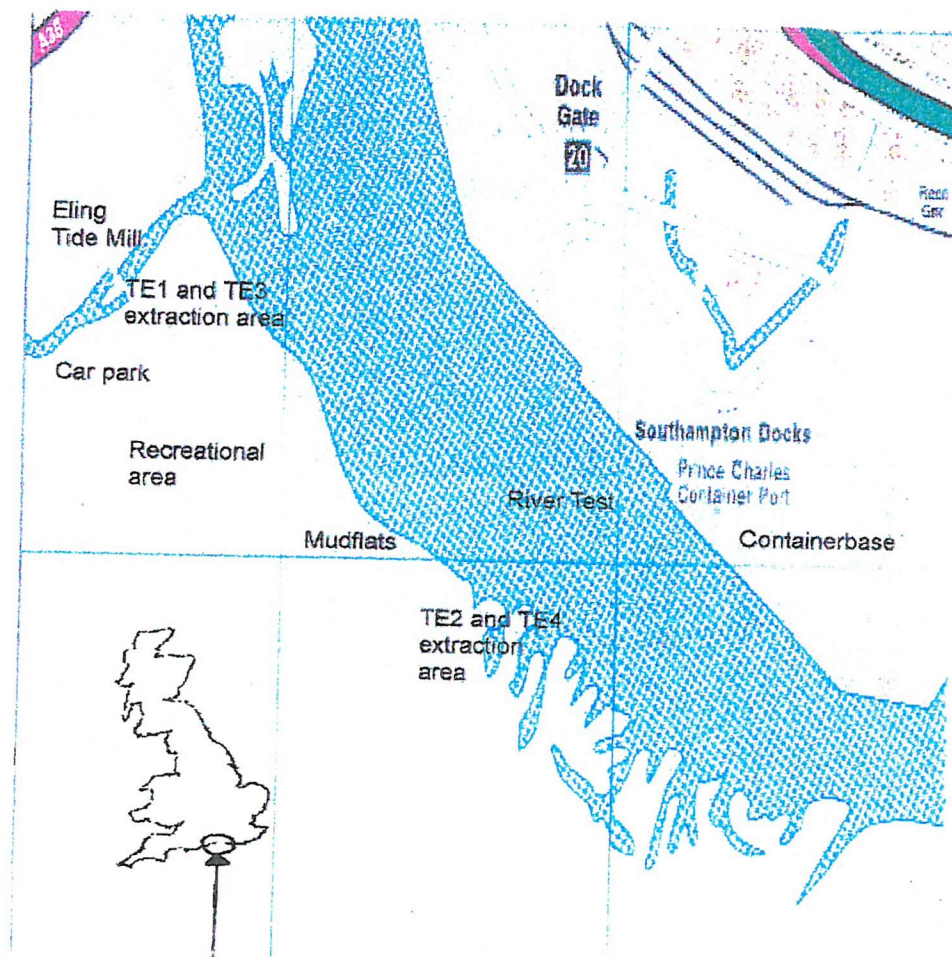 A35
Dock
Gate
20
Eling
Tide Mill
TE1 and TE3
extraction area
Car park
Recreational
area
Southampton Docks
Prince Charles
Container Port
River Test
Mudflats
Containerbase
TE2 and TE4
extraction
area